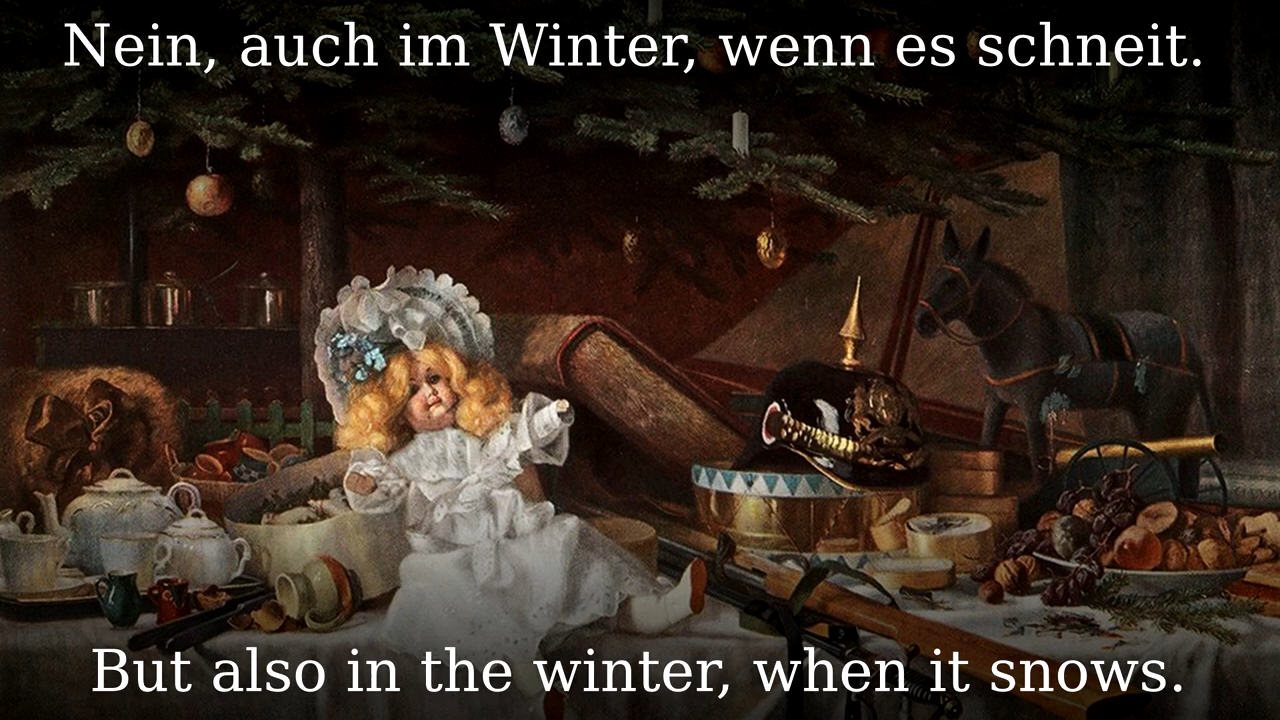 Nein, auch im Winter, wenn es schneit.
But also in the winter, when it snows.